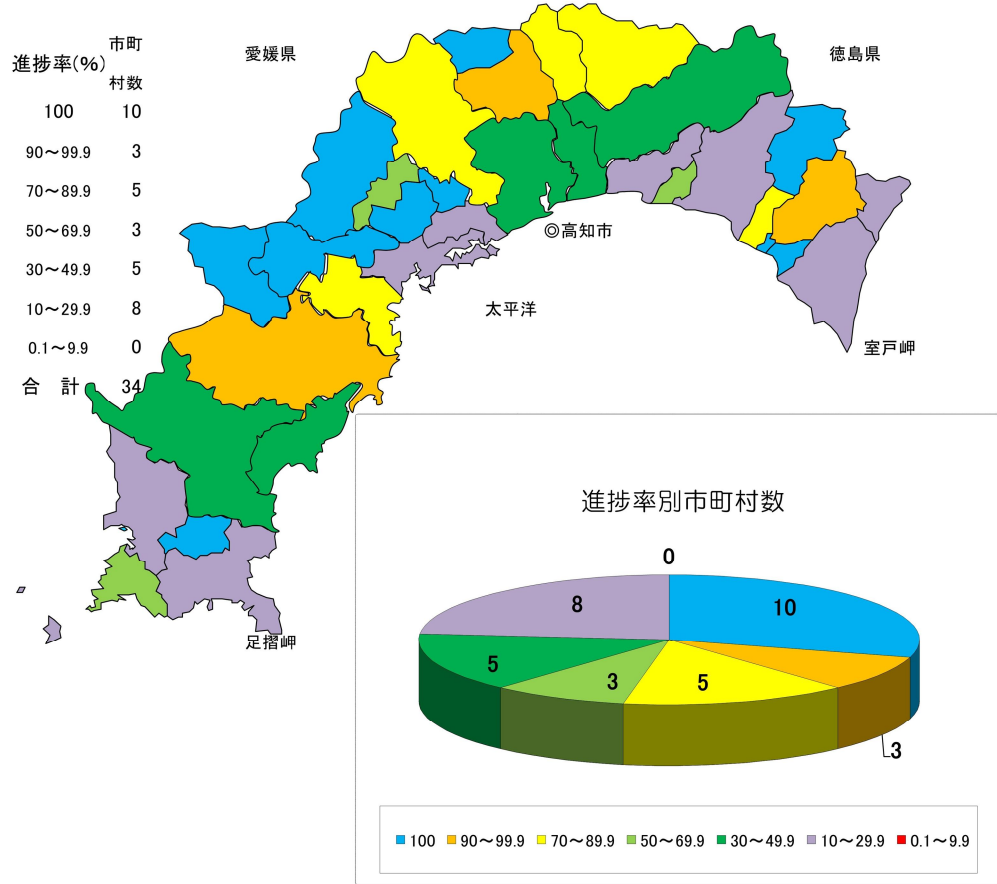 市町
進捗率(%)
村数
100 10
90～99.9 3
70～89.9 5
50～69.9 3
30～49.9 5
10～29.9 8
0.1～9.9 0
合 計 34
愛媛県
徳島県
◎高知市
太平洋
室戸岬
足摺岬
進捗率別市町村数
0
10
8
5
3
5
3
100 90～99.9 70～89.9 50～69.9 30～49.9 10～29.9 0.1～9.9